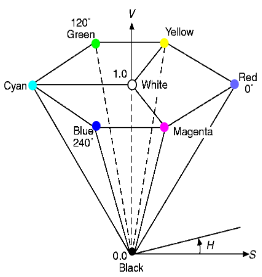 V
120°
Green
Yellow
1.0
Red
0°
Cyan
White
Blue
240°
Magenta
H
0.0
S
Black